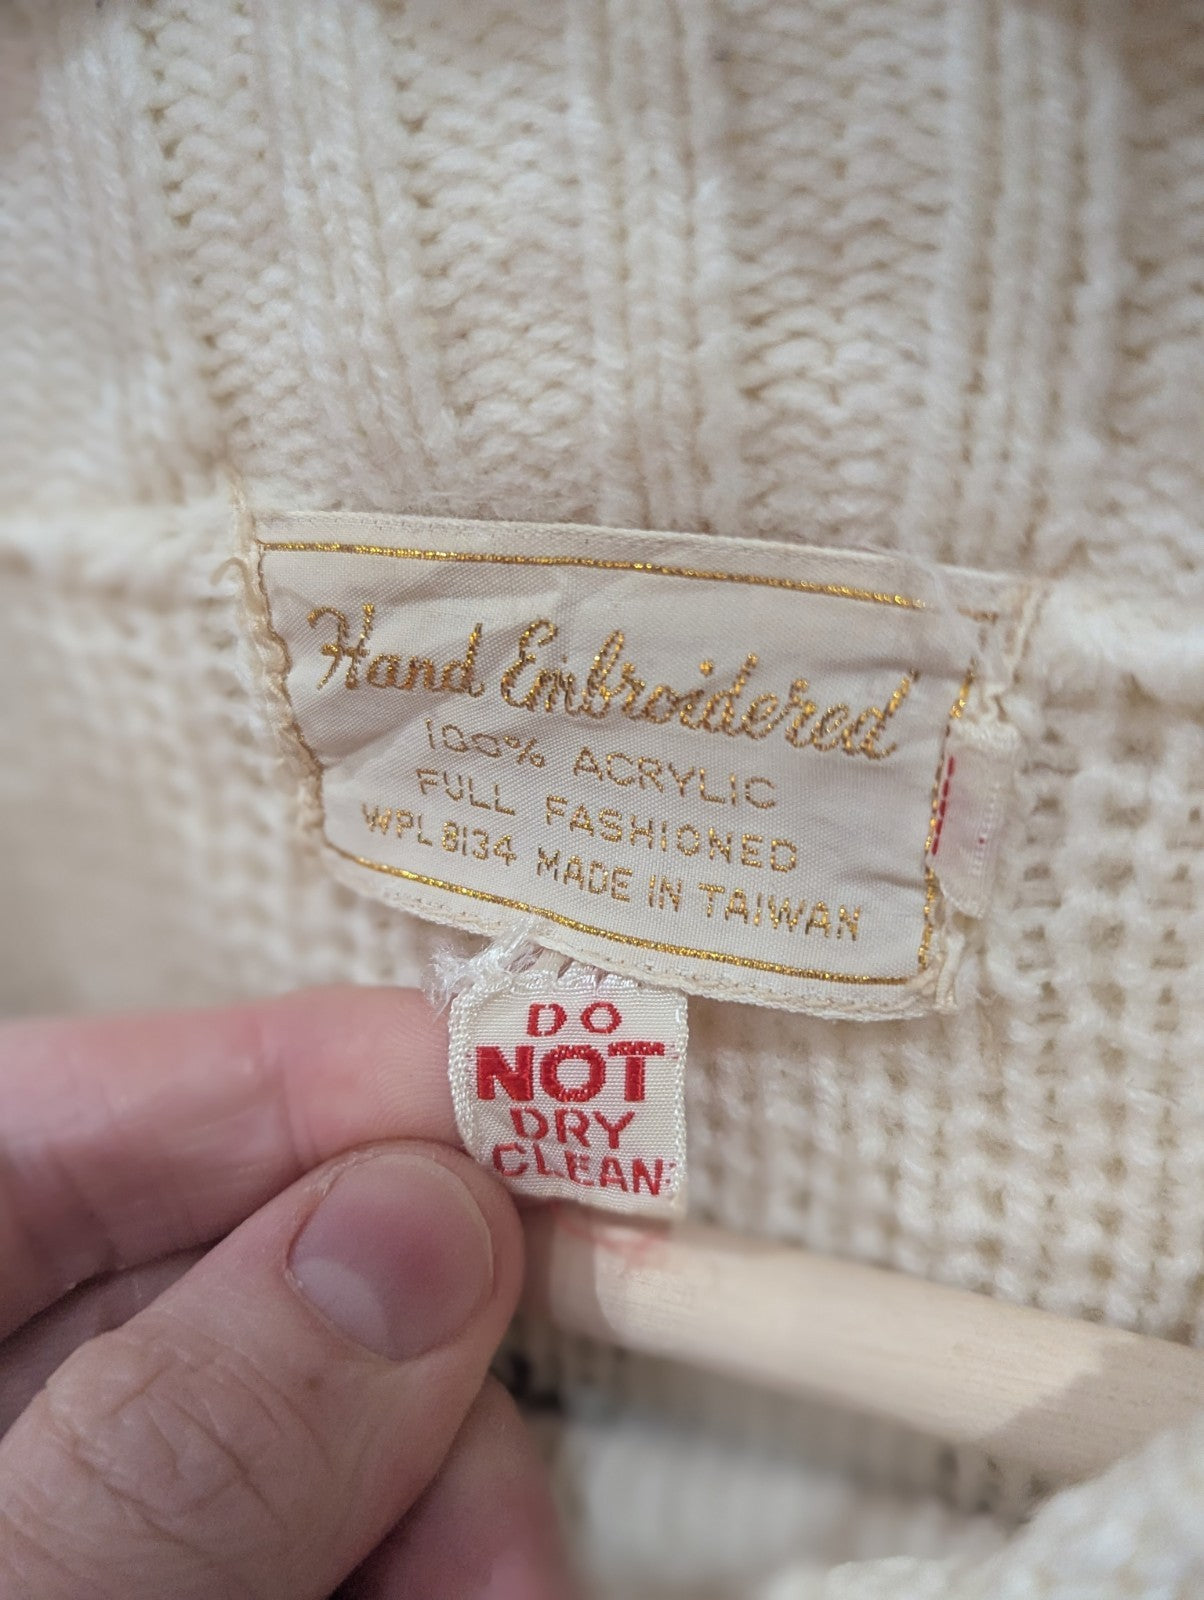 Hand Embroidered
100% ACRYLIC
FULL FASHIONED
WPL 8134 MADE IN TAIWAN
DO
NOT
DRY
CLEAN